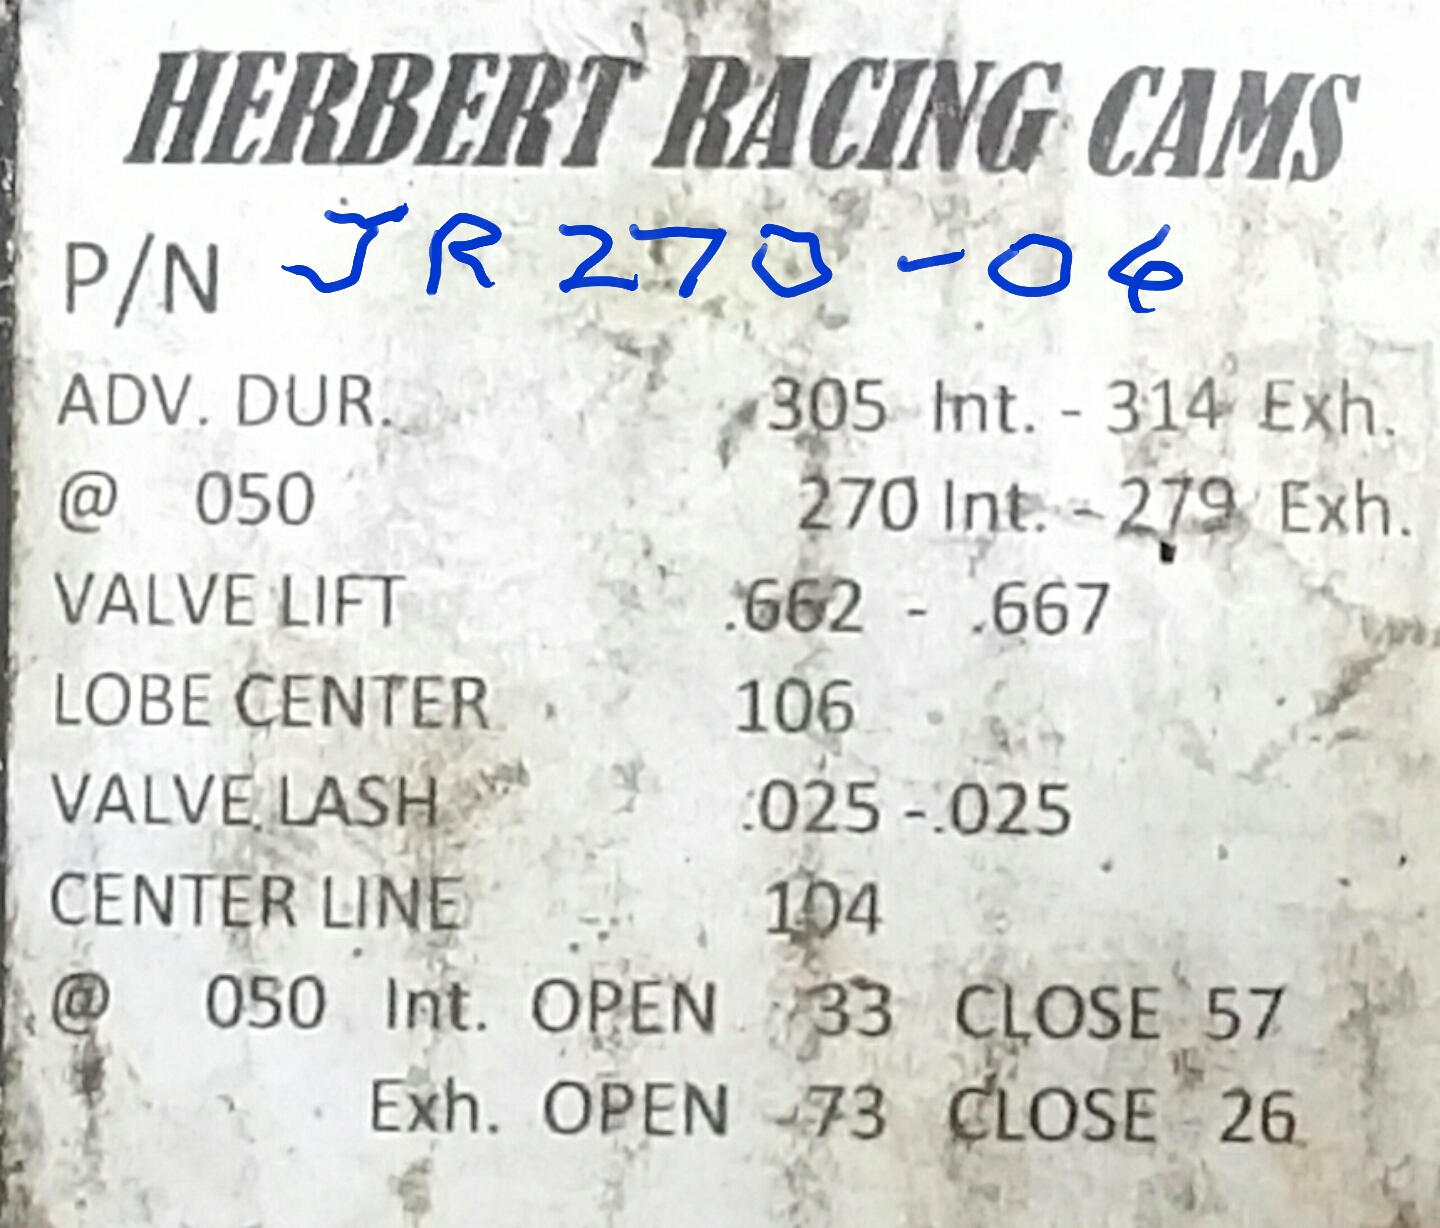 HERBERT RACING CAMS
P/N JR270-06
ADV. DUR. 305 Int. - 314 Exh.
@ 050 270 Int. - 279 Exh.
VALVE LIFT .662 - .667
LOBE CENTER 106
VALVE LASH .025 -.025
CENTER LINE 104
@ 050 Int. OPEN 33 CLOSE 57
Exh. OPEN 73 CLOSE 26